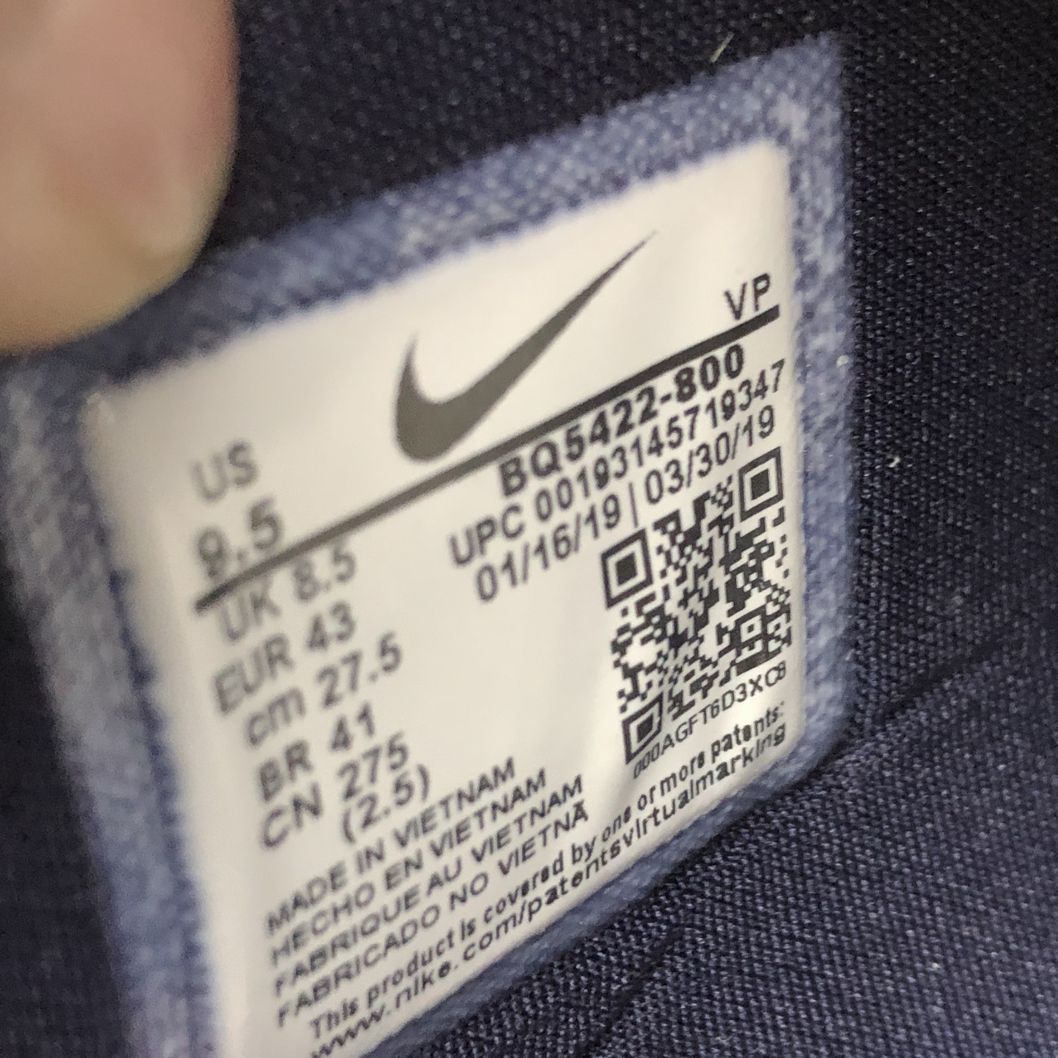 VP
US
9.5
BQ5422-800
UPC 00193145719347
01/16/19 | 03/30/19
UK 8.5
EUR 43
cm 27.5
BR 41
CN 275
(2.5)
000AGFT6D3XC8
MADE IN VIETNAM
HECHO EN VIETNAM
FABRIQUE AU VIETNAM
FABRICADO NO VIETNÃ
This product is covered by one or more patents:
www.nike.com/patentsvirtualmarking